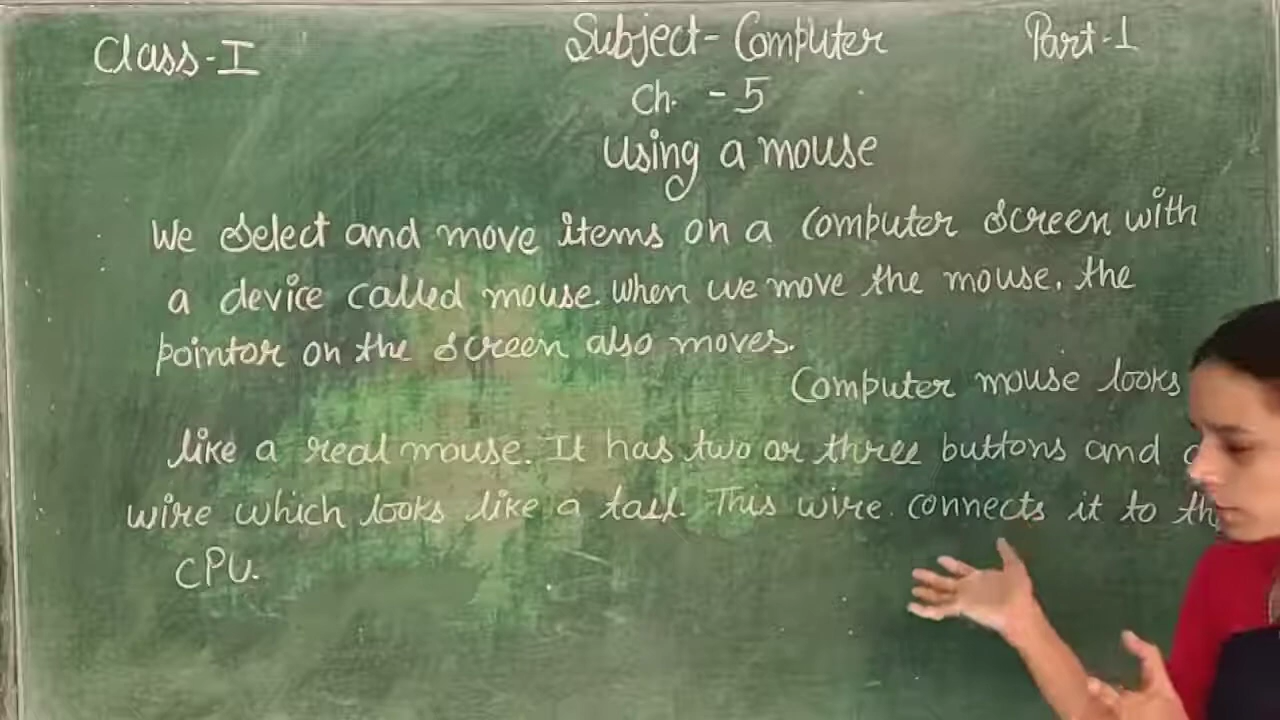 Class-I
Subject- Computer
Part-1
Ch. - 5
Using a mouse
We select and move items on a computer screen with
a device called mouse. When we move the mouse, the
pointor on the screen also moves.
Computer mouse looks
like a real mouse. It has two or three buttons and
wire which looks like a tail. This wire connects it to
CPU.